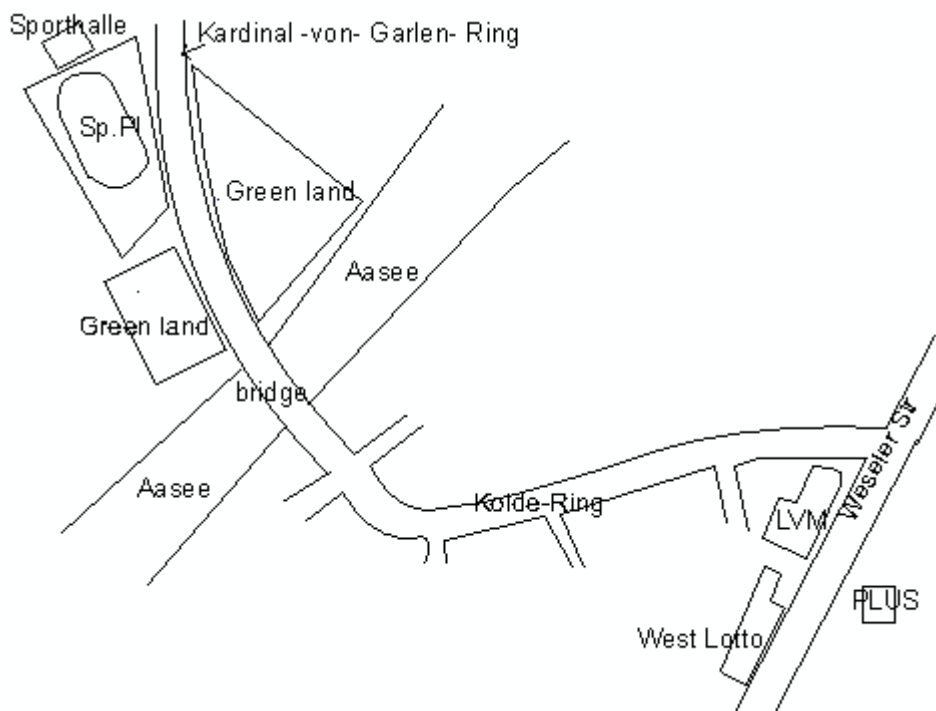 Sporthalle
Kardinal -von- Garlen- Ring
Sp.Pl
Green land
Aasee
Green land
bridge
Aasee
Kolde-Ring
Weseler Str
LVM
PLUS
West Lotto